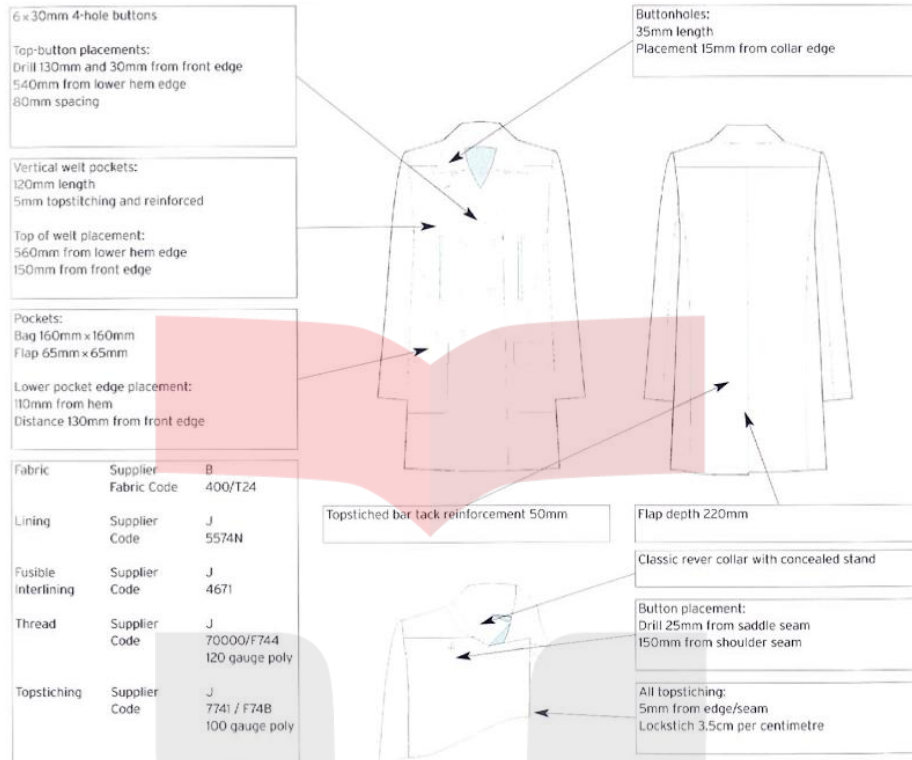 6 x 30mm 4-hole buttons
Top-button placements:
Drill 130mm and 30mm from front edge
540mm from lower hem edge
80mm spacing
Buttonholes:
35mm length
Placement 15mm from collar edge
Vertical welt pockets:
120mm length
5mm topstitching and reinforced
Top of welt placement:
560mm from lower hem edge
150mm from front edge
Pockets:
Bag 160mm x 160mm
Flap 65mm x 65mm
Lower pocket edge placement:
110mm from hem
Distance 130mm from front edge
Fabric Supplier B
Fabric Code 400/T24
Lining Supplier J
Code 5574N
Fusible Supplier J
Interlining Code 4671
Thread Supplier J
Code 70000/F744
120 gauge poly
Topstiching Supplier J
Code 7741 / F74B
100 gauge poly
Topstiched bar tack reinforcement 50mm
Flap depth 220mm
Classic rever collar with concealed stand
Button placement:
Drill 25mm from saddle seam
150mm from shoulder seam
All topstiching:
5mm from edge/seam
Lockstich 3.5cm per centimetre